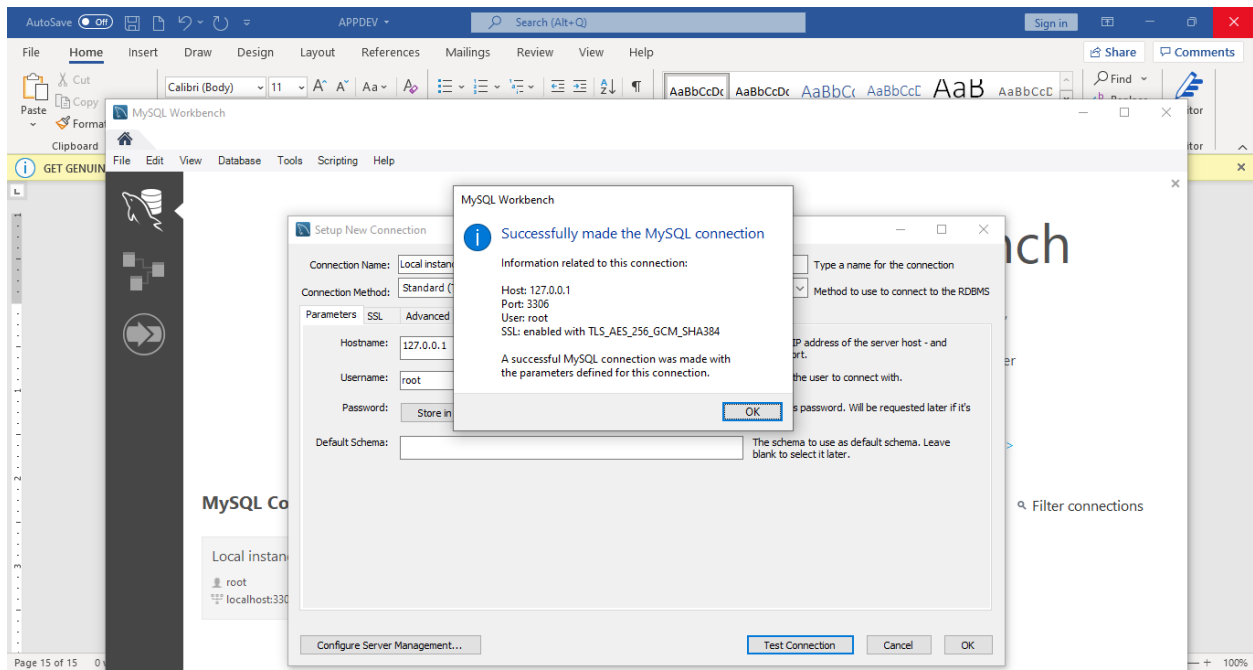 AutoSave Off APPDEV Search (Alt+Q) Sign in
File Home Insert Draw Design Layout References Mailings Review View Help Share Comments
Cut
Calibri (Body) 11 Aa
Copy
Paste
Clipboard
AaBbCcDc AaBbCcDc AaBbCc AaBbCcD AaB AaBbCcD
Find
MySQL Workbench
File Edit View Database Tools Scripting Help
GET GENUIN
MySQL Workbench
Successfully made the MySQL connection
Information related to this connection:
Host: 127.0.0.1
Port: 3306
User: root
SSL: enabled with TLS_AES_256_GCM_SHA384
A successful MySQL connection was made with
the parameters defined for this connection.
OK
Setup New Connection
Connection Name: Local instan Type a name for the connection
Connection Method: Standard (T Method to use to connect to the RDBMS
Parameters SSL Advanced
Hostname: 127.0.0.1 IP address of the server host - and
ort.
Username: root the user to connect with.
Password: Store in s password. Will be requested later if it's
Default Schema: The schema to use as default schema. Leave
blank to select it later.
Configure Server Management... Test Connection Cancel OK
nch
er
MySQL Co
Filter connections
Local instan
root
localhost:330
Page 15 of 15
100%